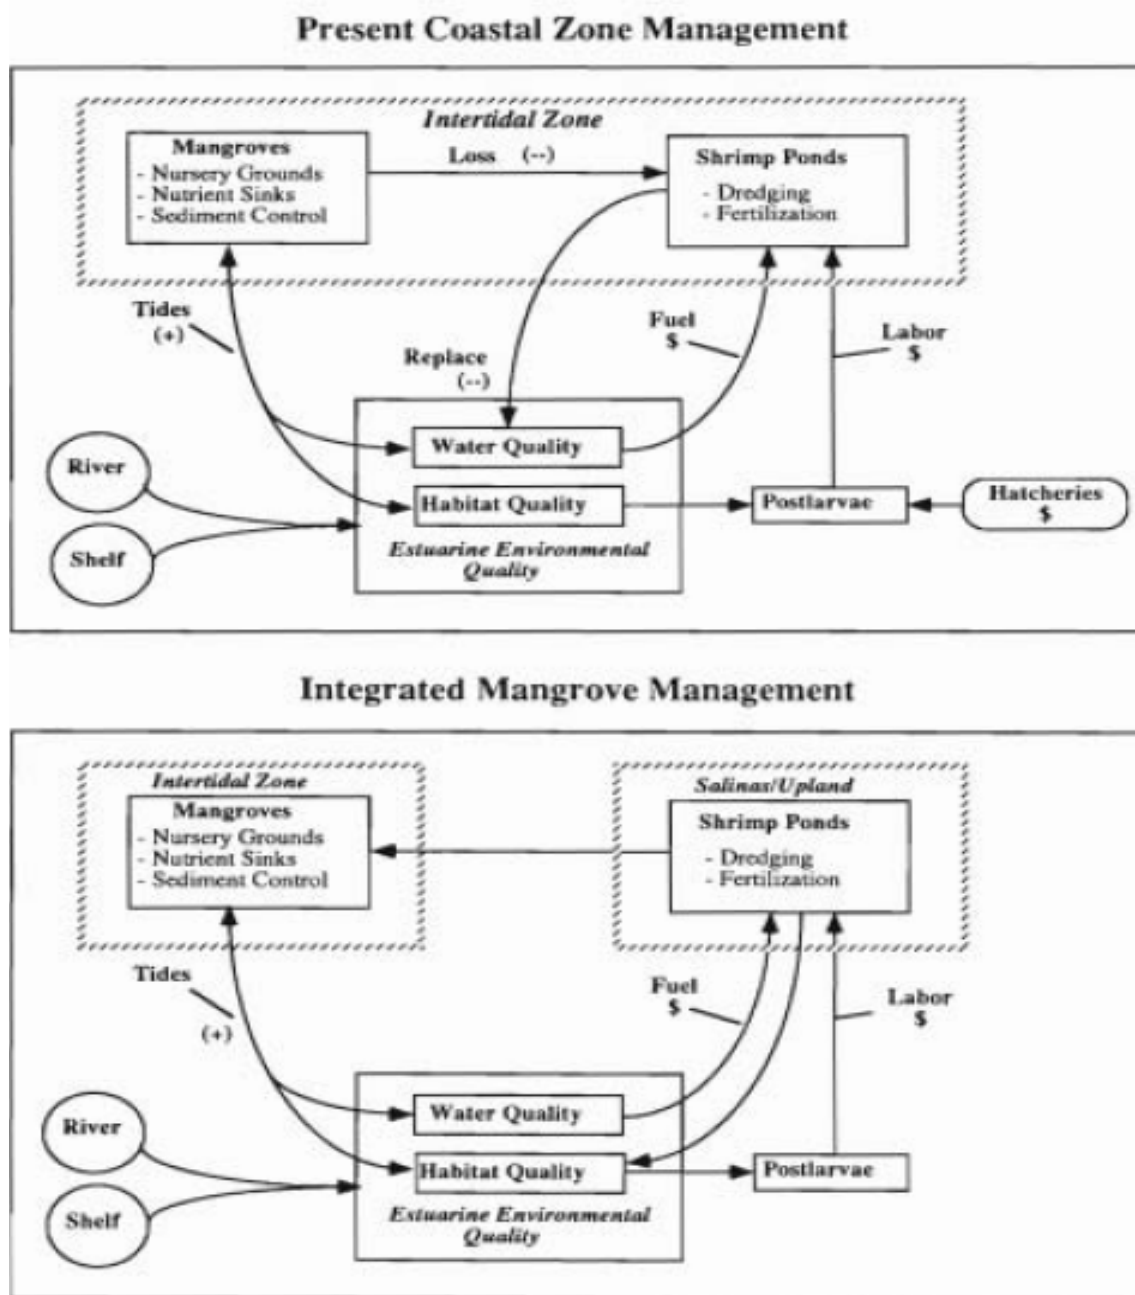 Present Coastal Zone Management
Intertidal Zone
Mangroves
- Nursery Grounds
- Nutrient Sinks
- Sediment Control
Loss (--)
Shrimp Ponds
- Dredging
- Fertilization
Tides
(+)
Replace
(--)
Fuel
$
Labor
$
River
Shelf
Water Quality
Habitat Quality
Estuarine Environmental
Quality
Postlarvae
Hatcheries
$
Integrated Mangrove Management
Intertidal Zone
Mangroves
- Nursery Grounds
- Nutrient Sinks
- Sediment Control
Salinas/Upland
Shrimp Ponds
- Dredging
- Fertilization
Tides
(+)
Fuel
$
Labor
$
River
Shelf
Water Quality
Habitat Quality
Estuarine Environmental
Quality
Postlarvae